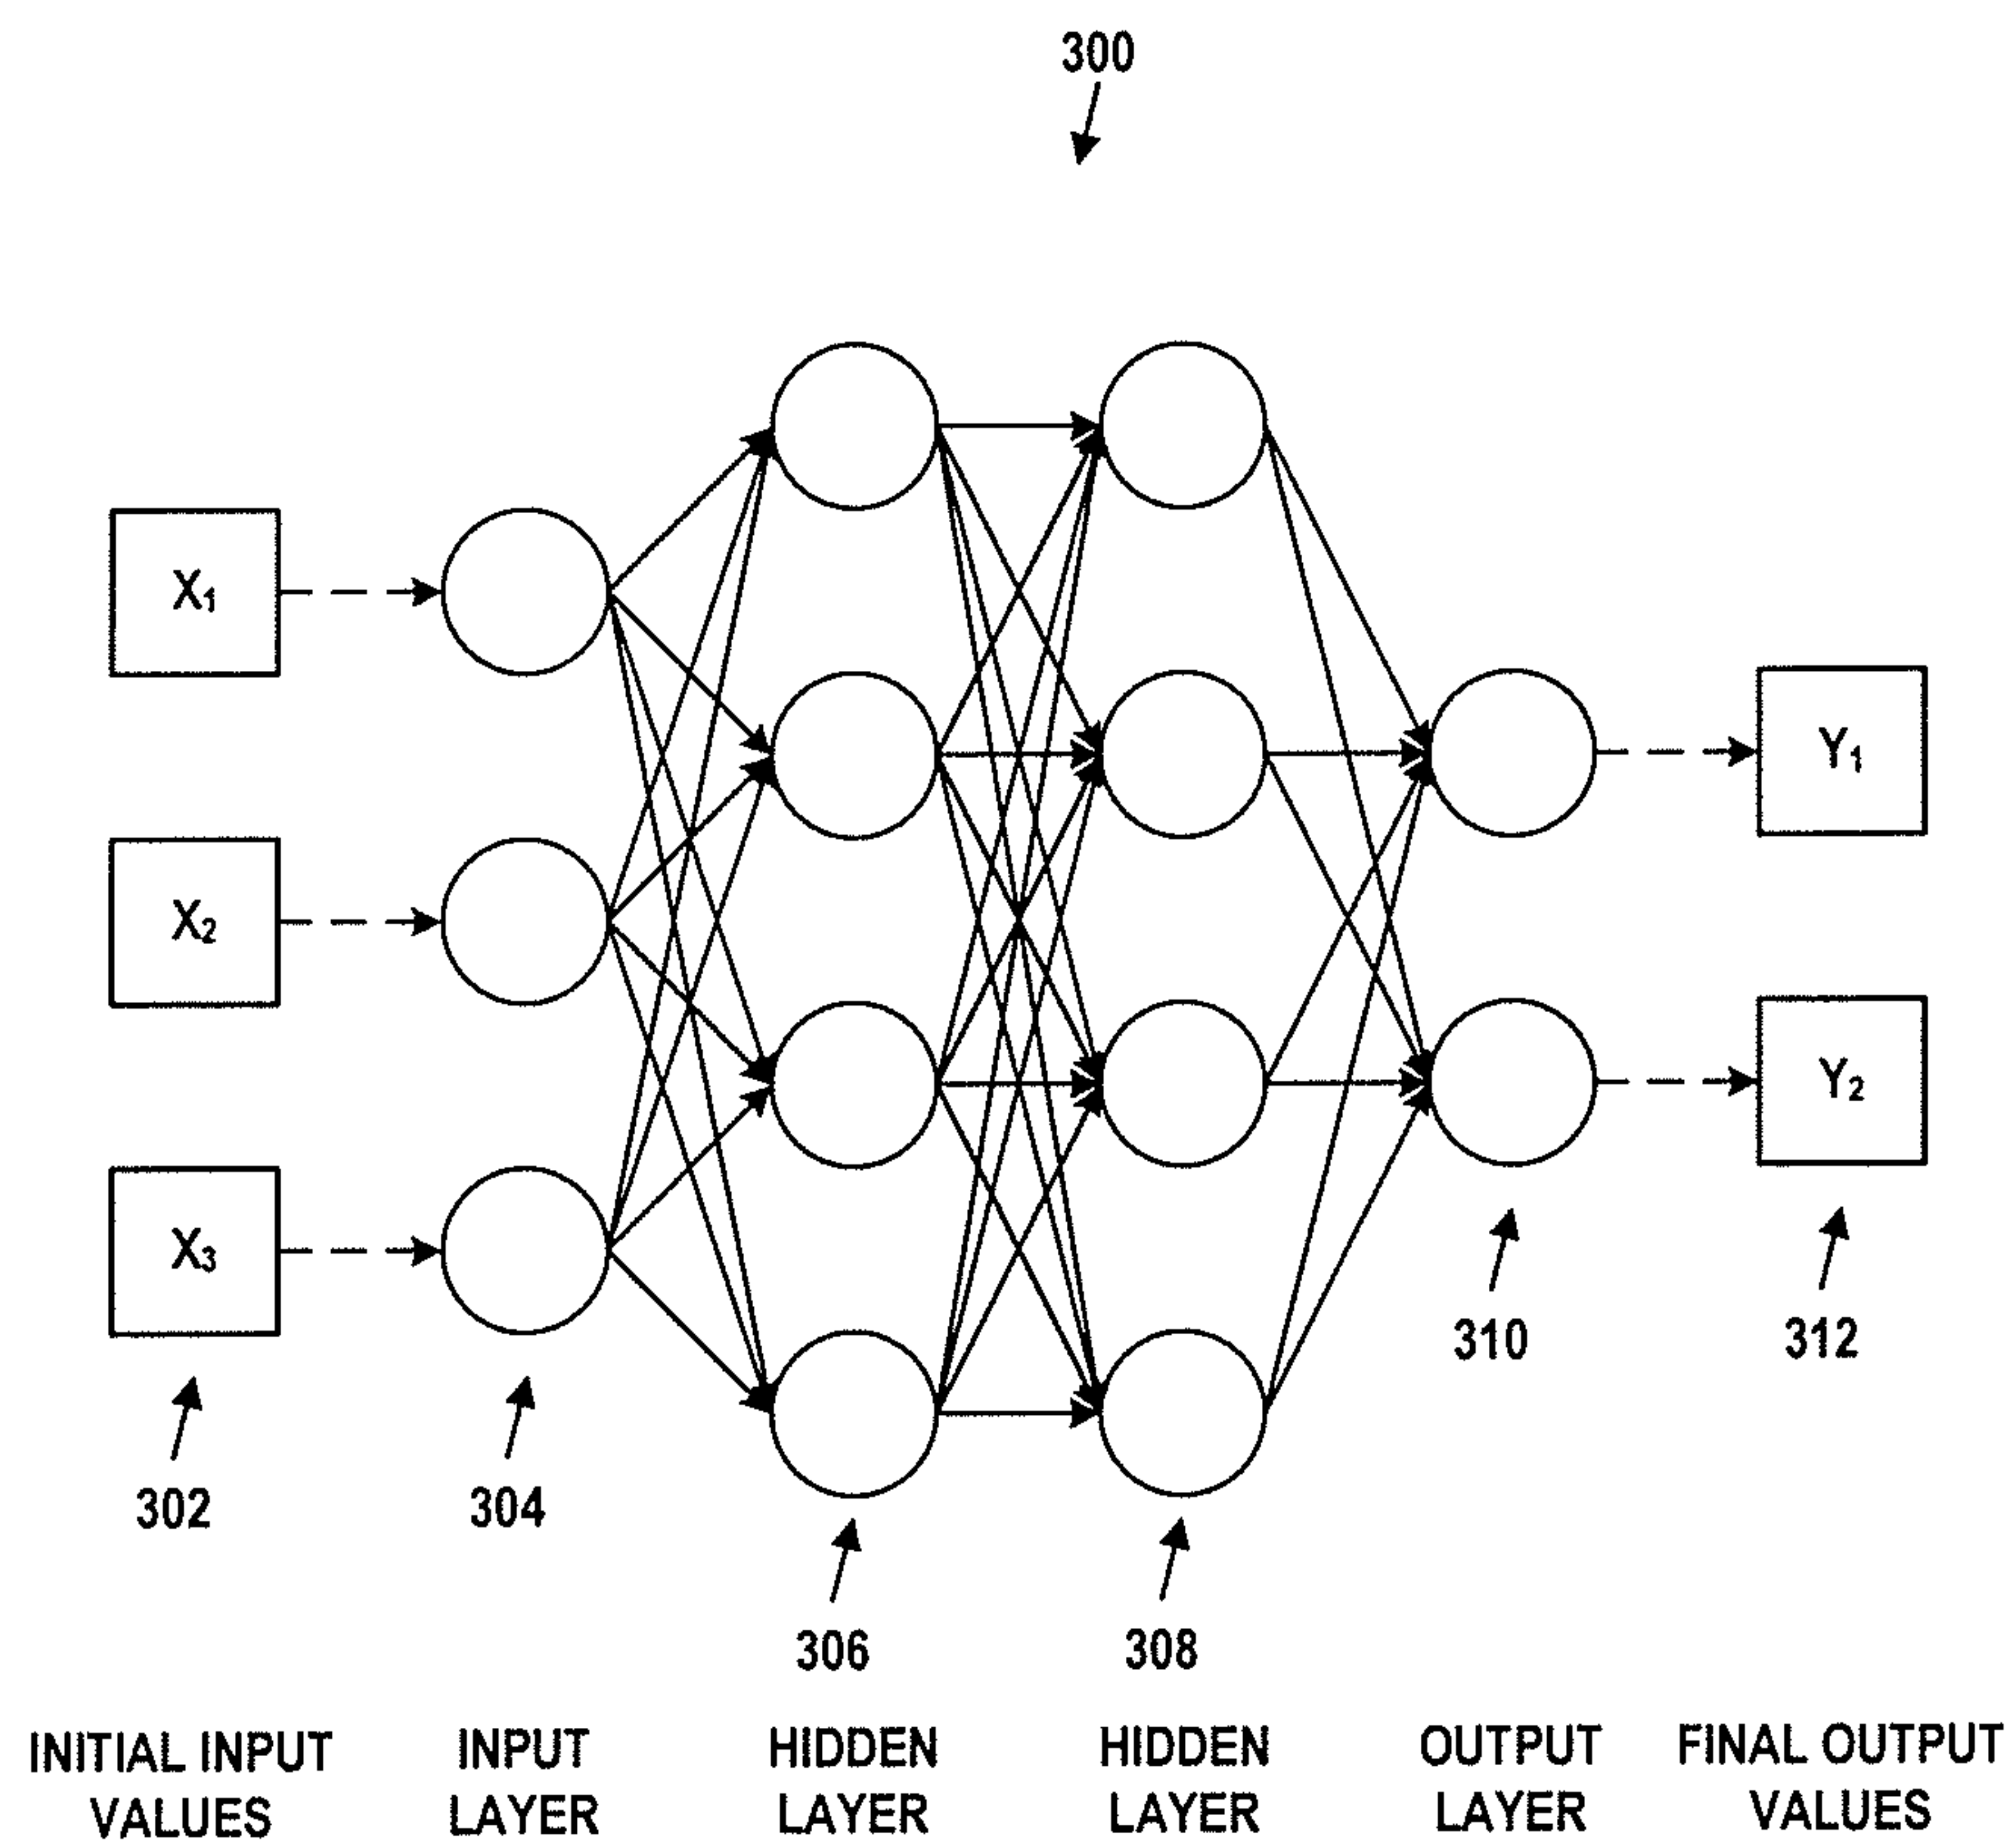 300
X₁
X₂
X₃
Y₁
Y₂
302
304
306
308
310
312
INITIAL INPUT
VALUES
INPUT
LAYER
HIDDEN
LAYER
HIDDEN
LAYER
OUTPUT
LAYER
FINAL OUTPUT
VALUES